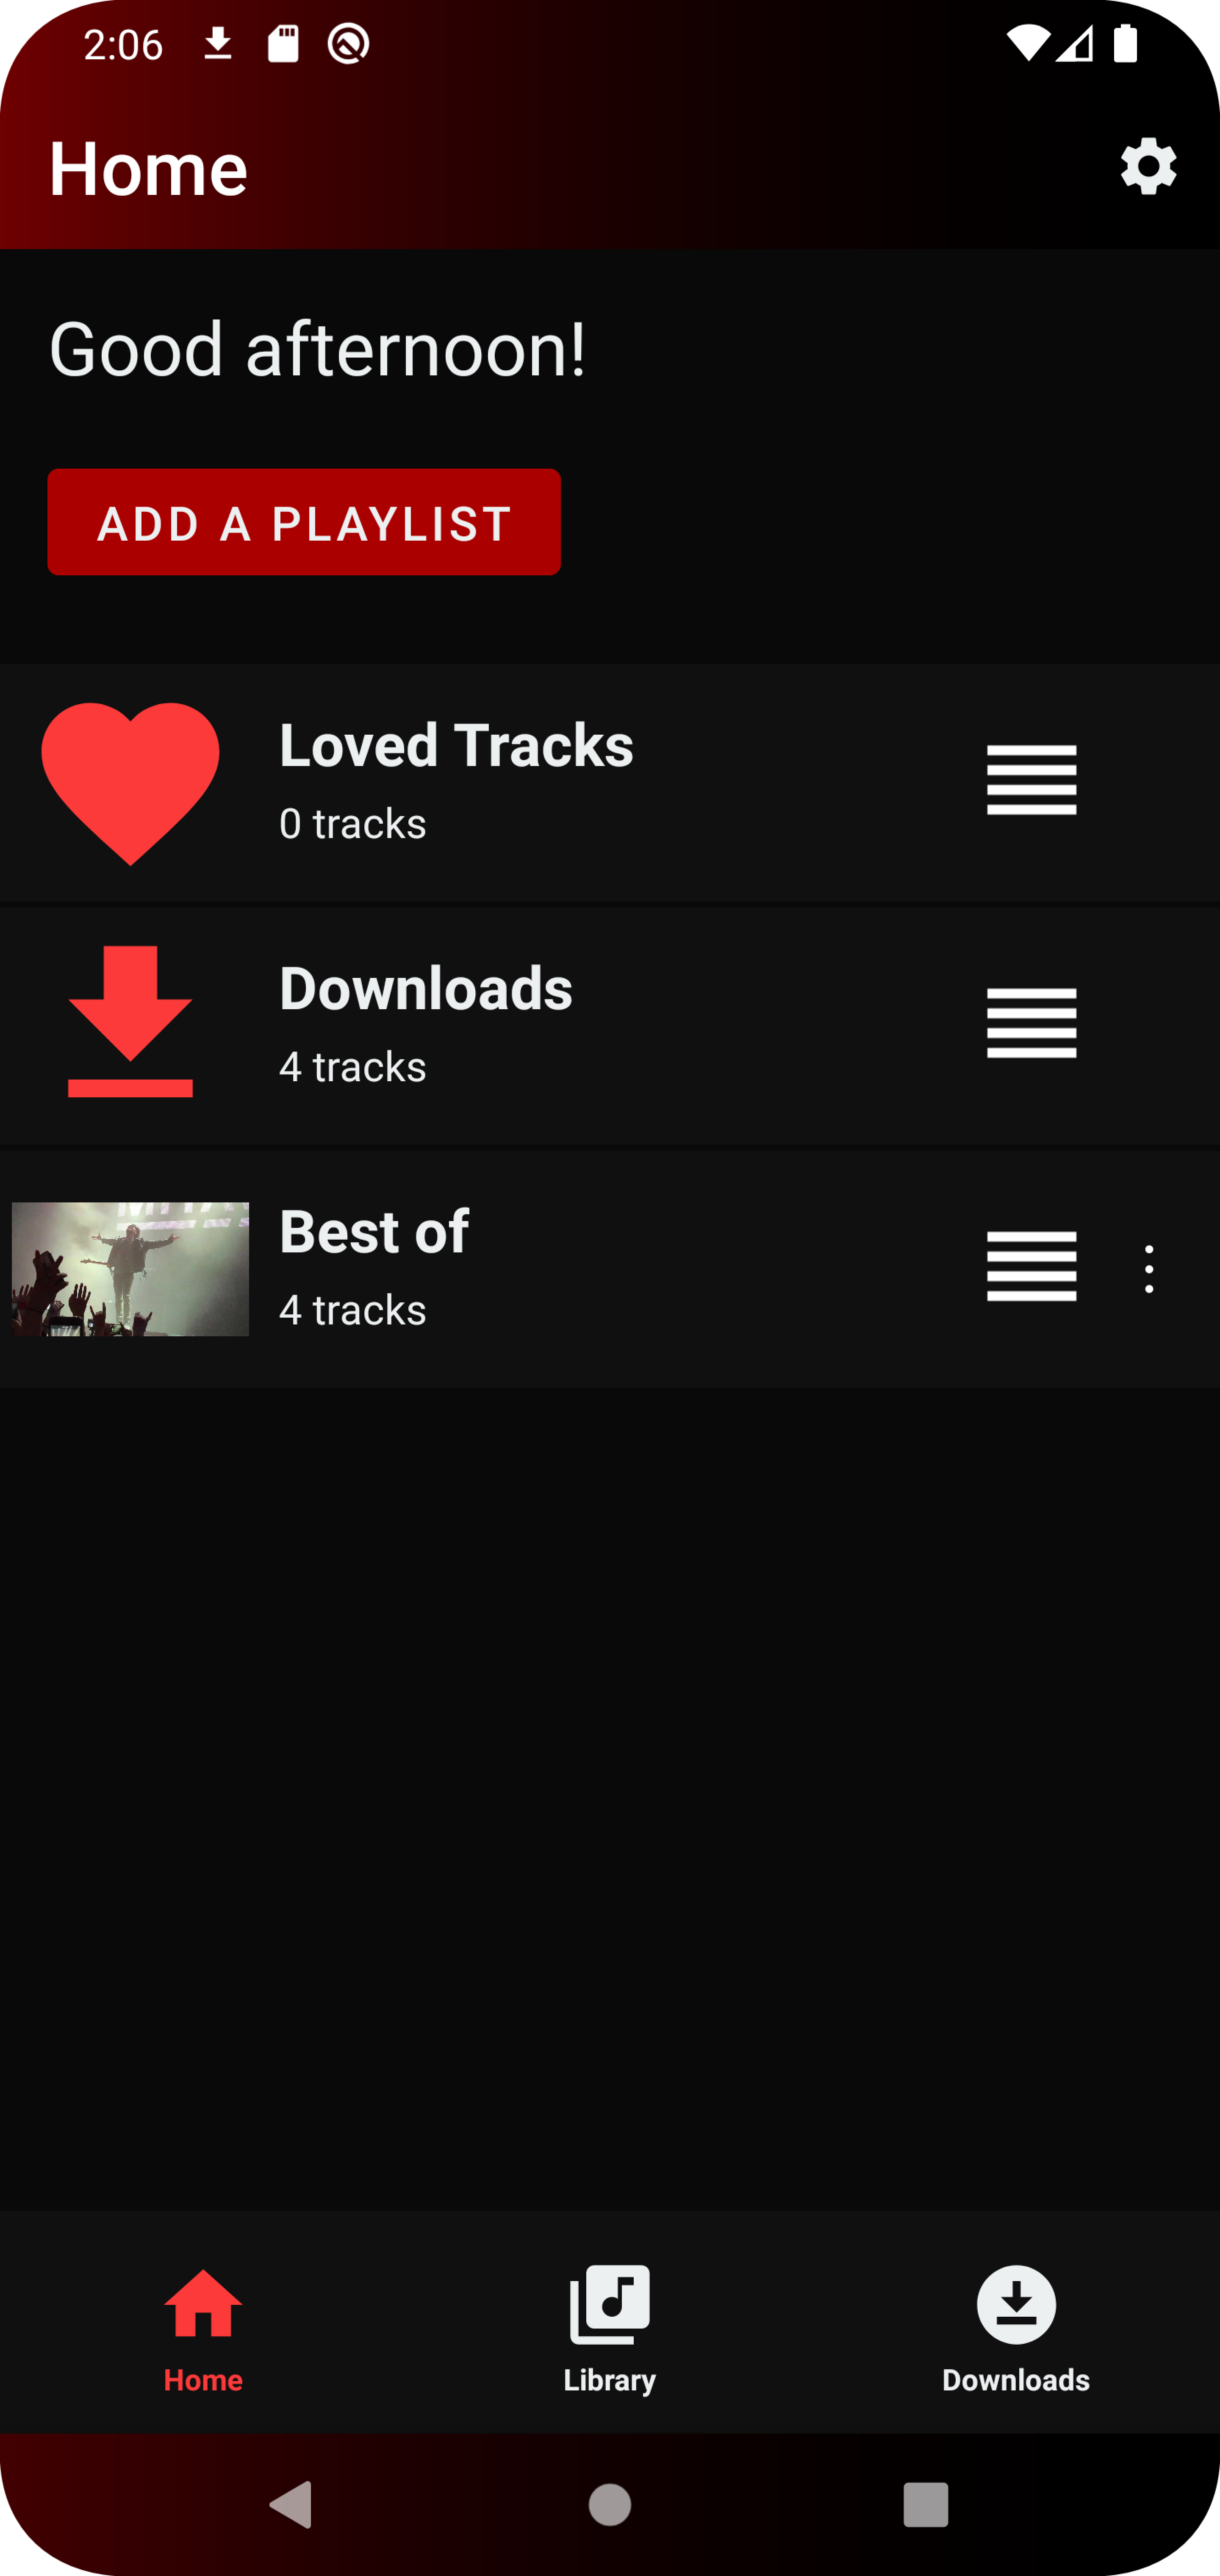 2:06
Home
Good afternoon!
ADD A PLAYLIST
Loved Tracks
0 tracks
Downloads
4 tracks
Best of
4 tracks
Home
Library
Downloads